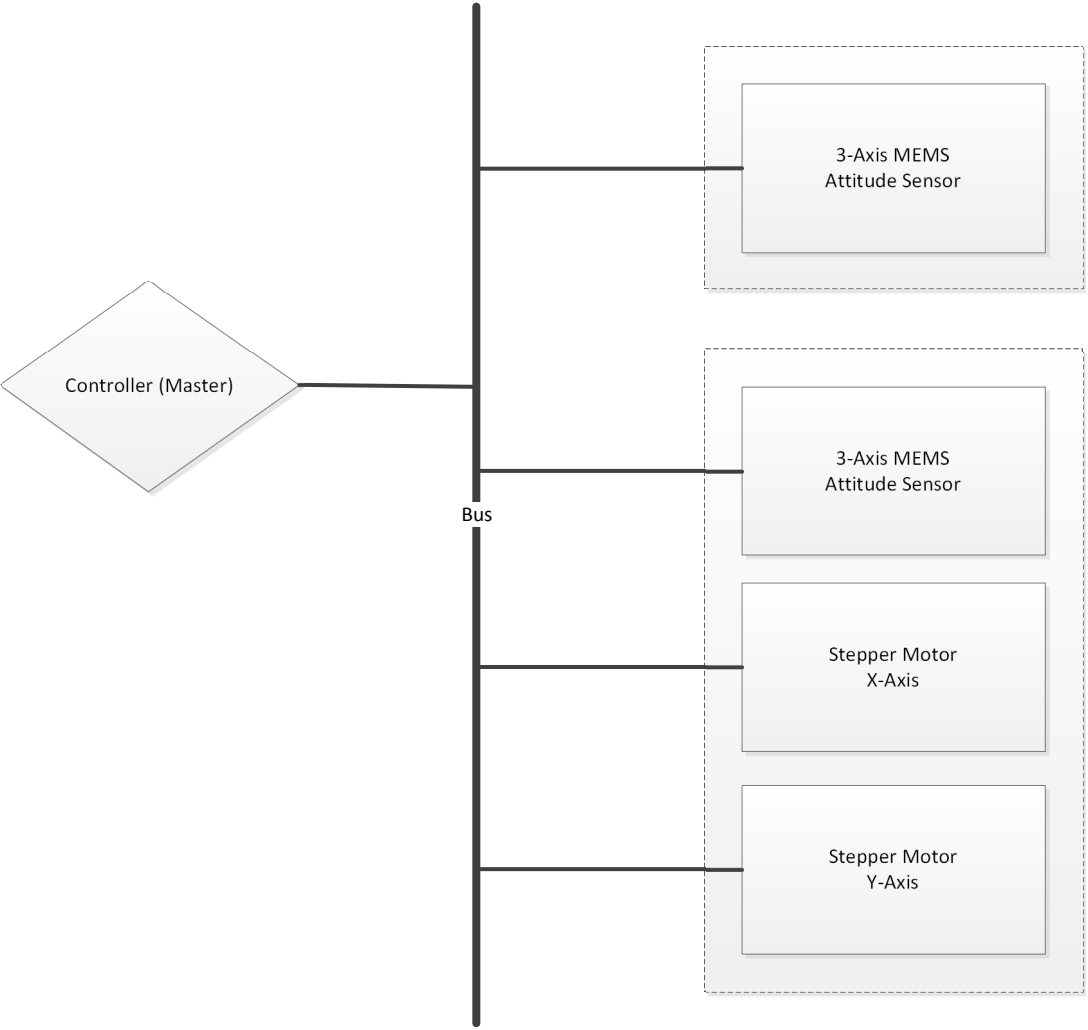 3-Axis MEMS
Attitude Sensor
Controller (Master)
3-Axis MEMS
Attitude Sensor
Bus
Stepper Motor
X-Axis
Stepper Motor
Y-Axis